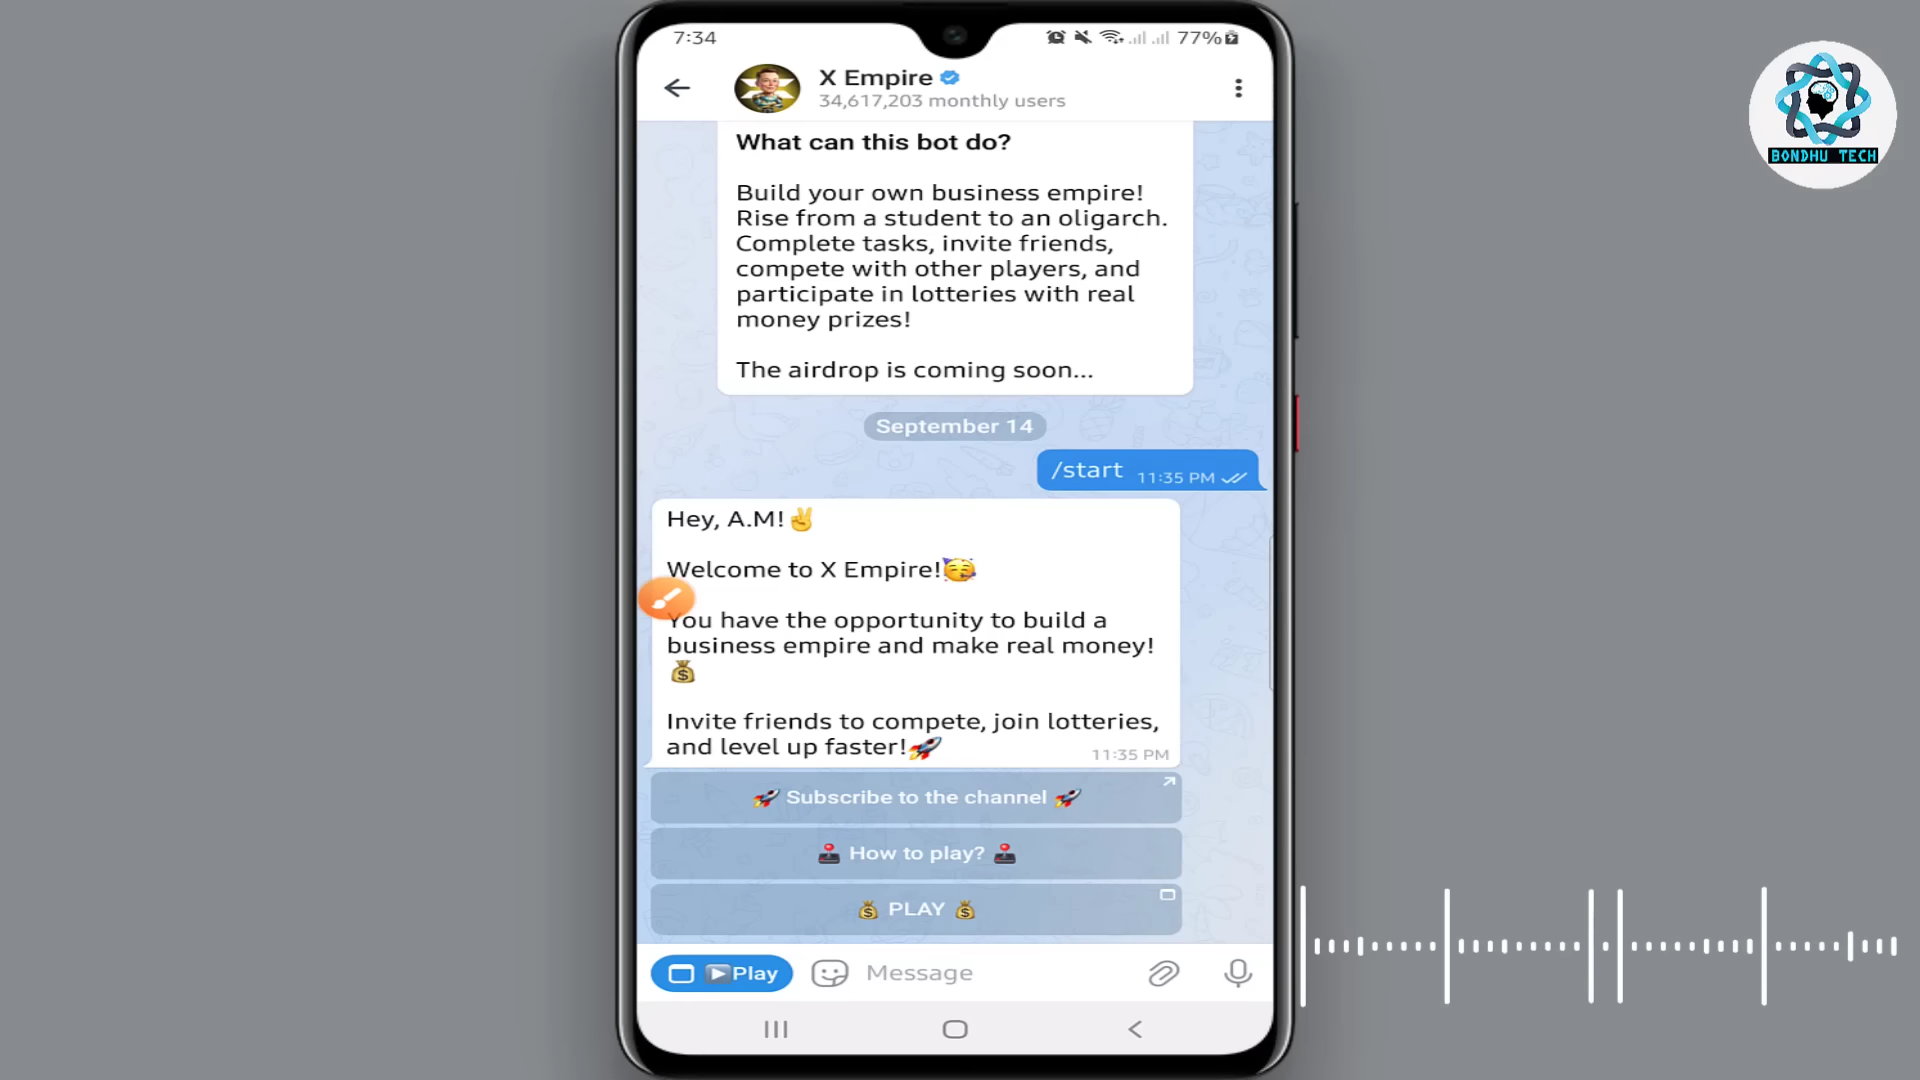 7:34
77%
X Empire
34,617,203 monthly users
What can this bot do?
Build your own business empire!
Rise from a student to an oligarch.
Complete tasks, invite friends,
compete with other players, and
participate in lotteries with real
money prizes!
The airdrop is coming soon...
September 14
/start 11:35 PM
Hey, A.M!✌️
Welcome to X Empire!🥳
You have the opportunity to build a
business empire and make real money!
💰
Invite friends to compete, join lotteries,
and level up faster!🚀
11:35 PM
🚀 Subscribe to the channel 🚀
🕹️ How to play? 🕹️
💰 PLAY 💰
▶️Play
Message
BONDHU TECH